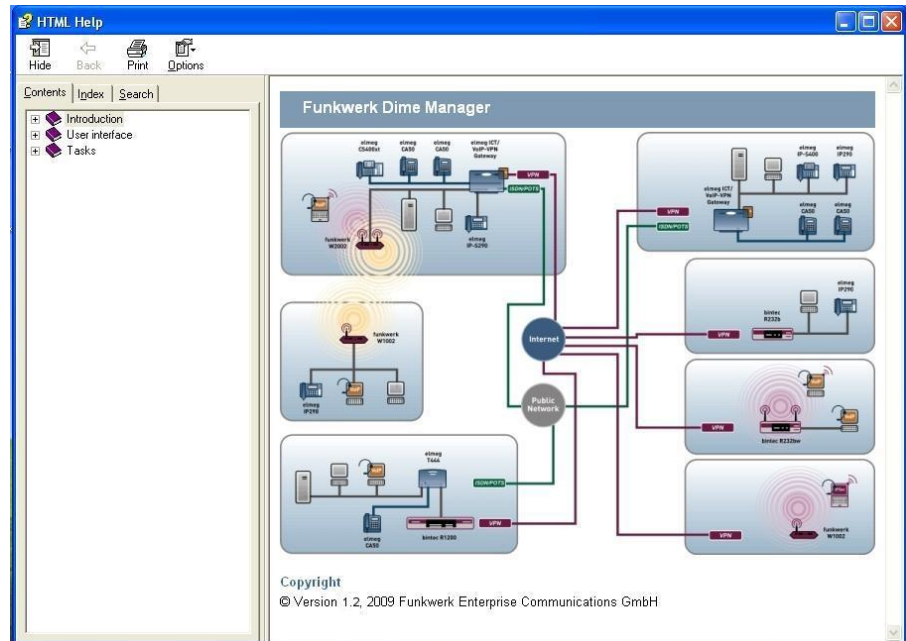 HTML Help
Hide Back Print Options
Contents Index Search
Introduction
User interface
Tasks
Funkwerk Dime Manager
elmeg
CS400xt
elmeg
CA50
elmeg
CA50
elmeg ICT/
VoIP-VPN
Gateway
VPN
ISDN/POTS
funkwerk
W2002
elmeg
IP-S290
elmeg ICT/
VoIP-VPN
Gateway
elmeg
IP-S400
elmeg
IP290
VPN
ISDN/POTS
elmeg
CA50
elmeg
CA50
funkwerk
W1002
elmeg
IP290
Internet
Public
Network
bintec
R232b
elmeg
IP290
VPN
VPN
bintec R232bw
elmeg
T444
ISDN/POTS
elmeg
CA50
bintec R1200
VPN
VPN
funkwerk
W1002
Copyright
© Version 1.2, 2009 Funkwerk Enterprise Communications GmbH